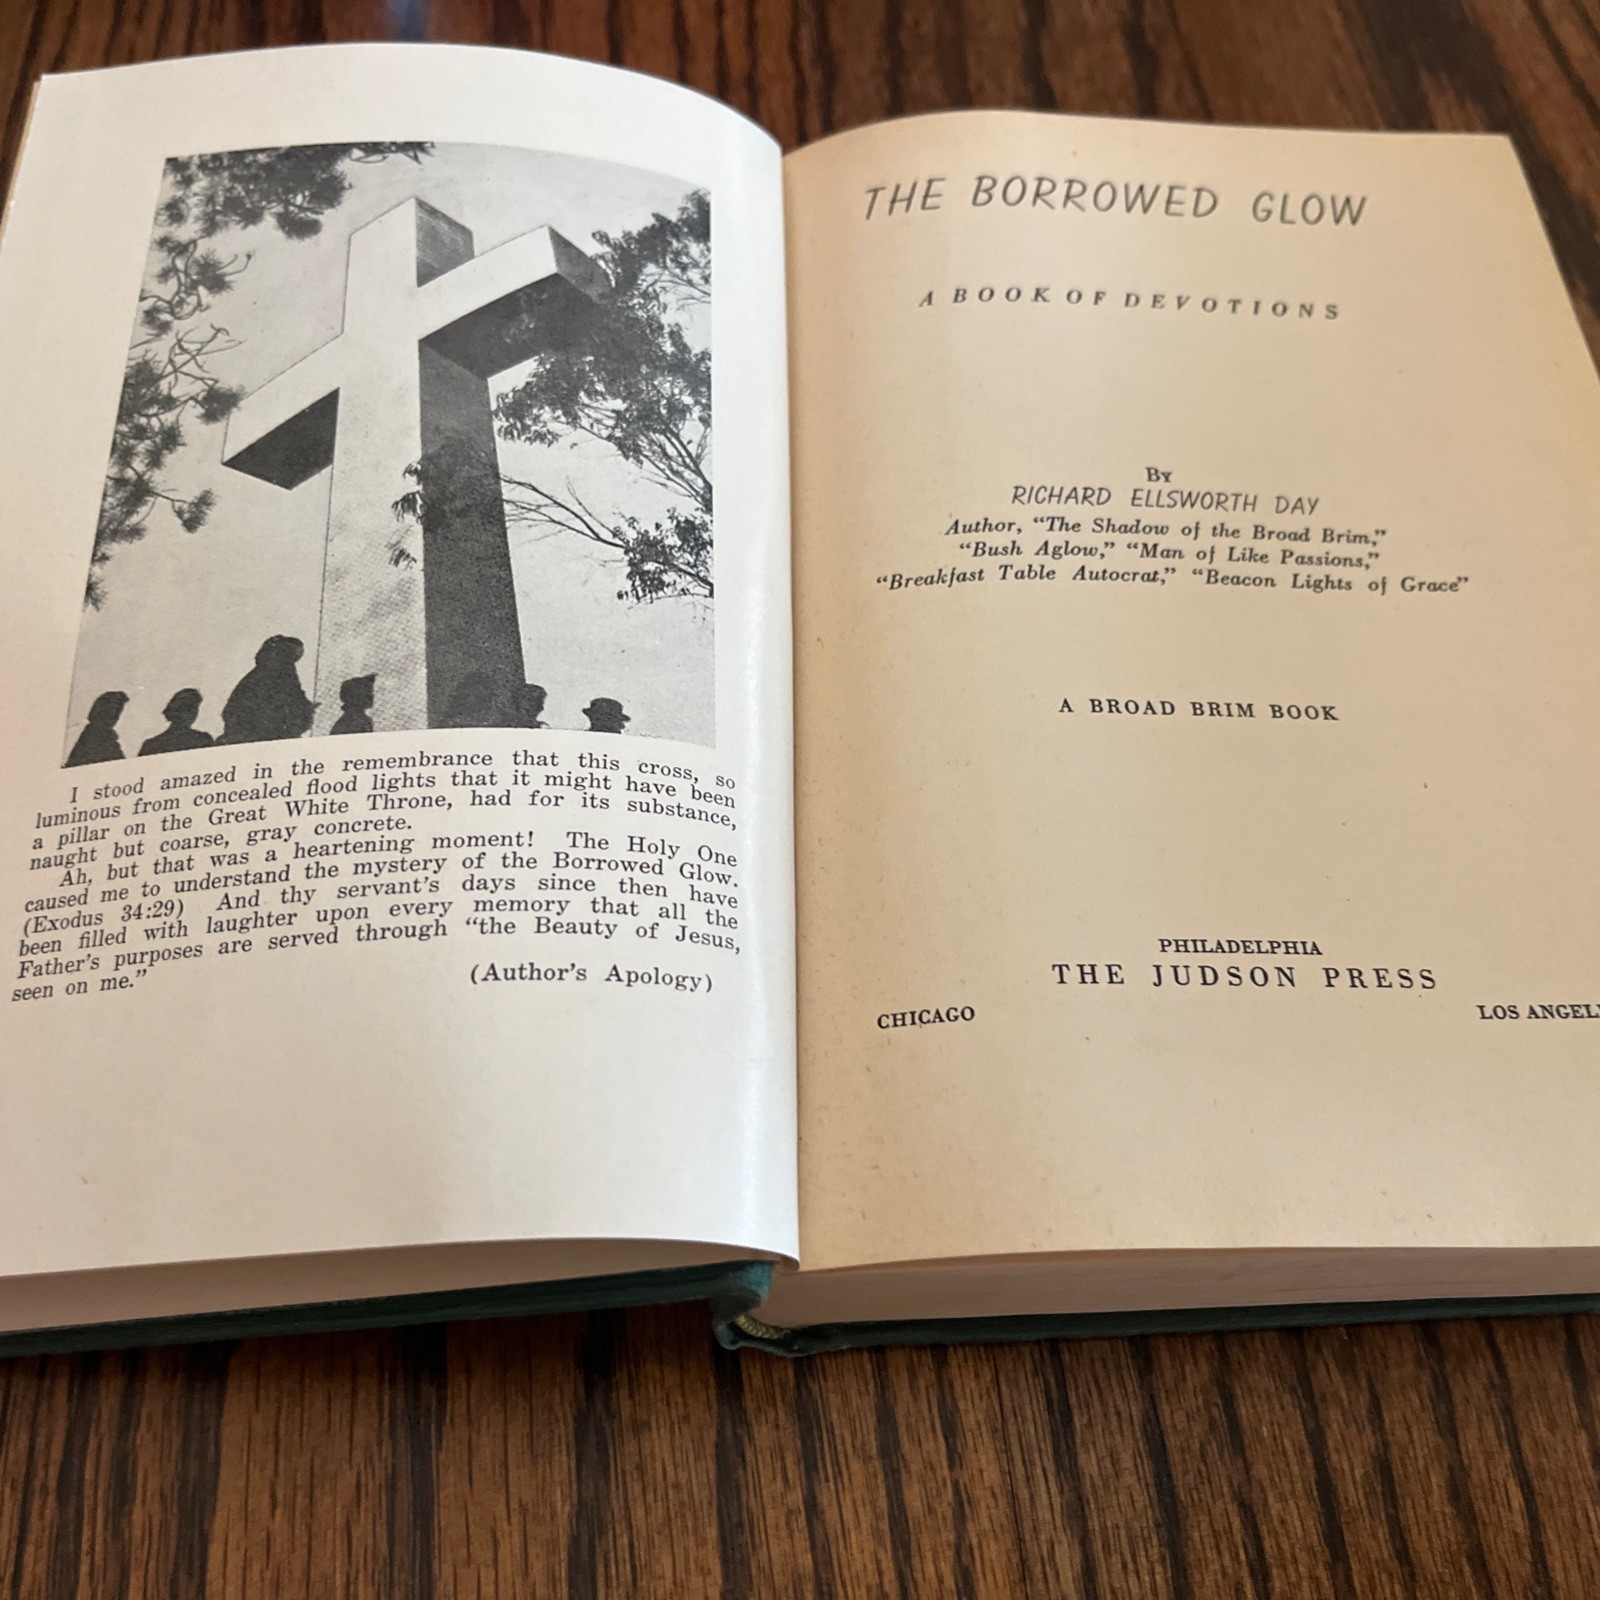 I stood amazed in the remembrance that this cross, so
luminous from concealed flood lights that it might have been
a pillar on the Great White Throne, had for its substance,
naught but coarse, gray concrete.
Ah, but that was a heartening moment! The Holy One
caused me to understand the mystery of the Borrowed Glow.
(Exodus 34:29) And thy servant's days since then have
been filled with laughter upon every memory that all the
Father's purposes are served through "the Beauty of Jesus,
seen on me."
(Author's Apology)
THE BORROWED GLOW
A BOOK OF DEVOTIONS
By
RICHARD ELLSWORTH DAY
Author, "The Shadow of the Broad Brim,"
"Bush Aglow," "Man of Like Passions,"
"Breakfast Table Autocrat," "Beacon Lights of Grace"
A BROAD BRIM BOOK
PHILADELPHIA
THE JUDSON PRESS
CHICAGO LOS ANGEL